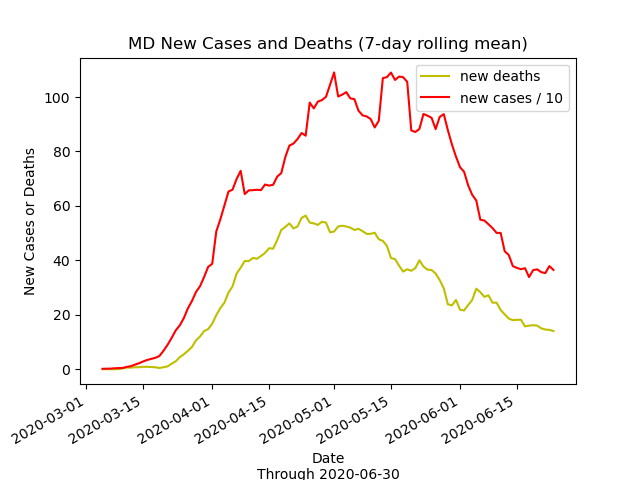 MD New Cases and Deaths (7-day rolling mean)
new deaths
new cases / 10
New Cases or Deaths
100
80
60
40
20
0
2020-03-01
2020-03-15
2020-04-01
2020-04-15
2020-05-01
2020-05-15
2020-06-01
2020-06-15
Date
Through 2020-06-30